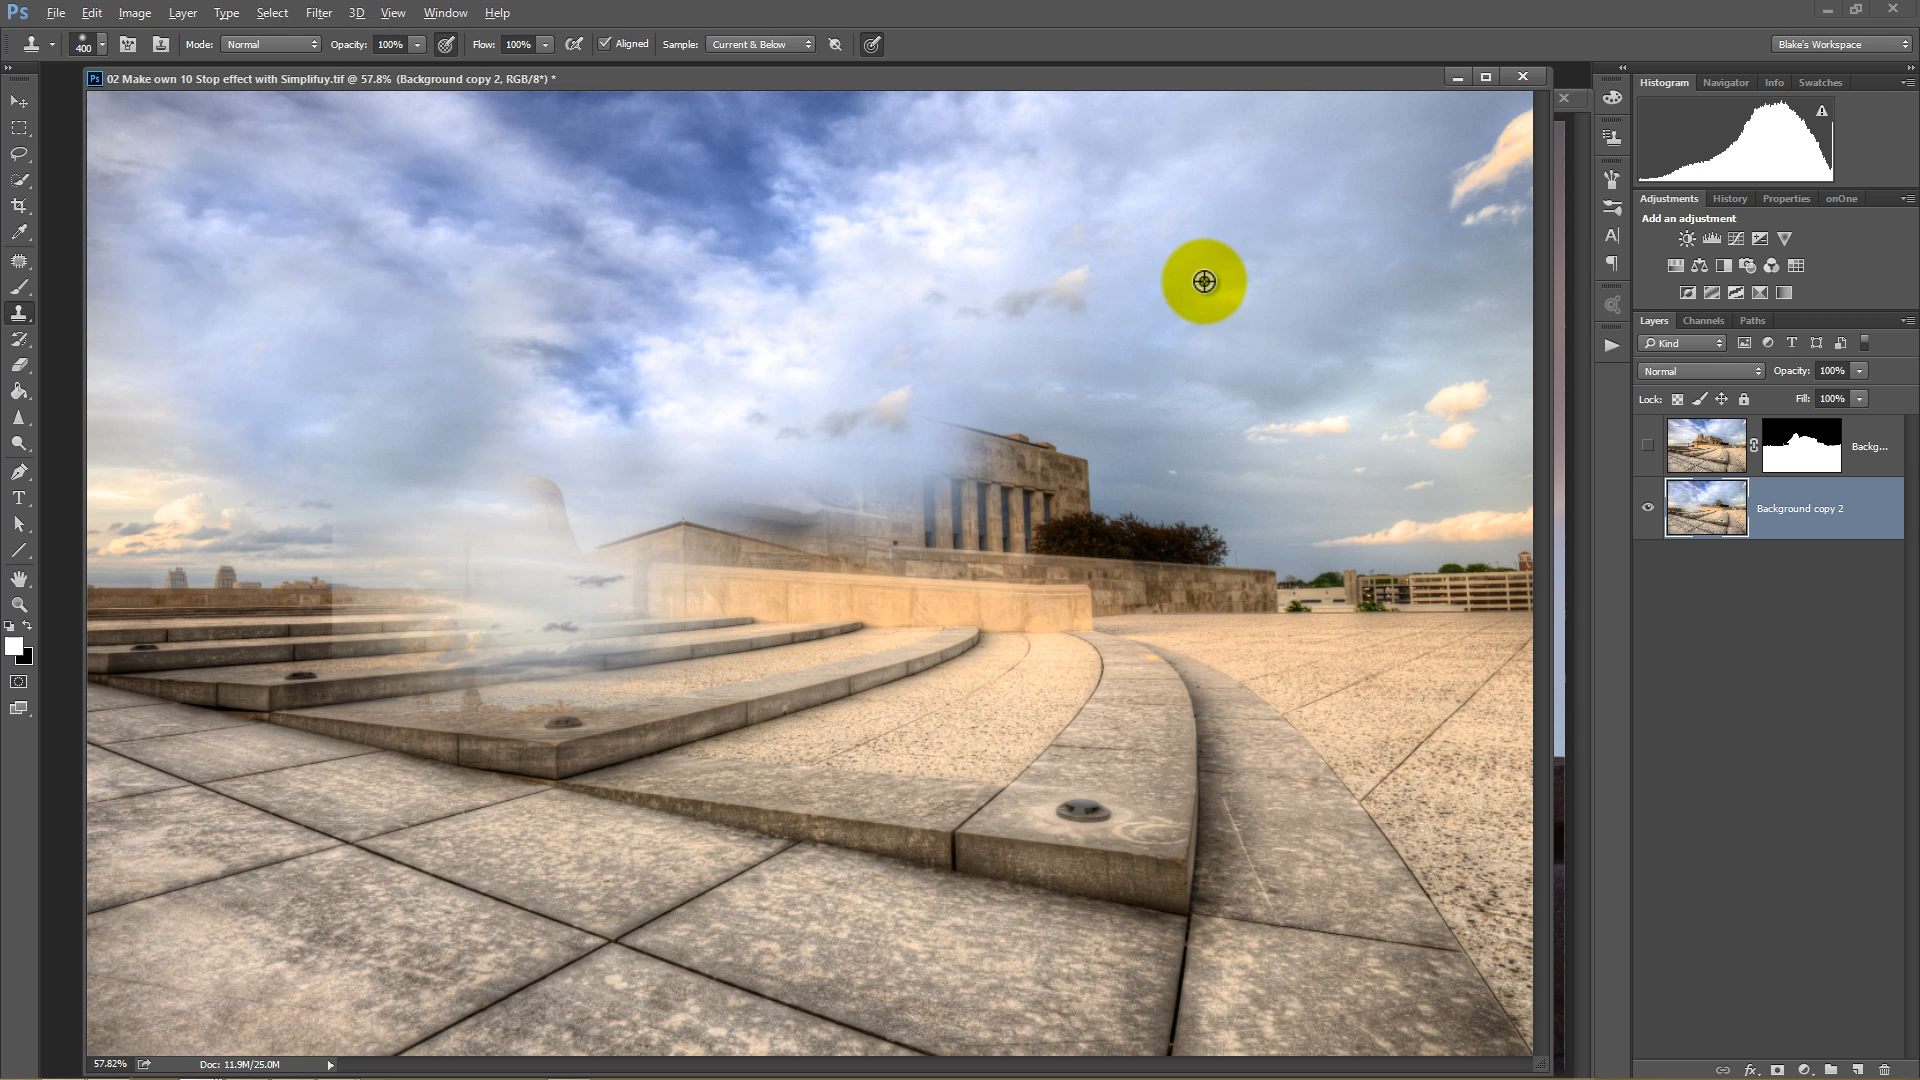 Ps File Edit Image Layer Type Select Filter 3D View Window Help
400 Mode: Normal Opacity: 100% Flow: 100% Aligned Sample: Current & Below Blake's Workspace
Ps 02 Make own 10 Stop effect with Simplifuy.tif @ 57.8% (Background copy 2, RGB/8*) *
Histogram Navigator Info Swatches
Adjustments History Properties onOne
Add an adjustment
Layers Channels Paths
Kind
Normal Opacity: 100%
Lock: Fill: 100%
Backg...
Background copy 2
57.82% Doc: 11.9M/25.0M